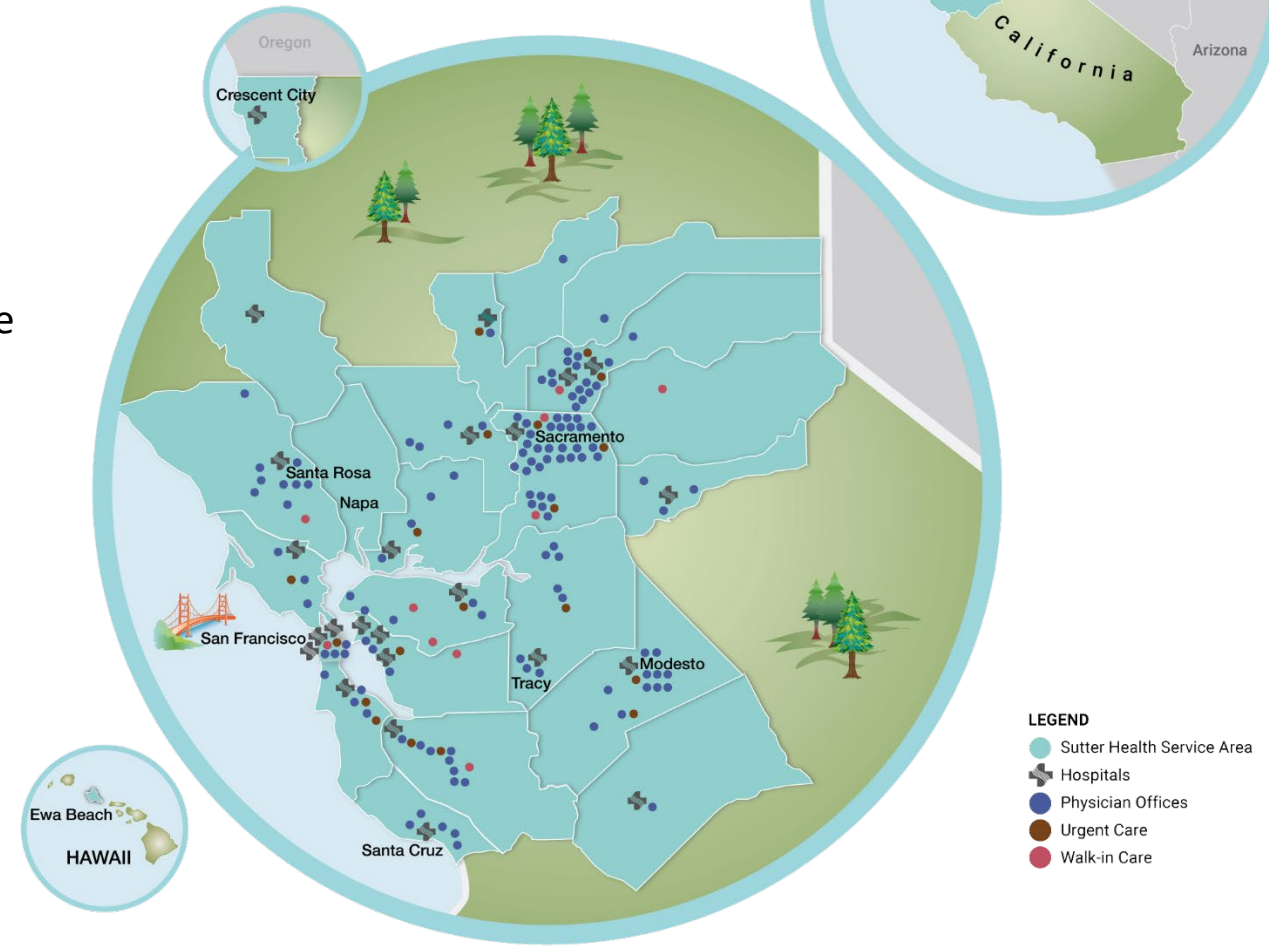 California
Arizona
Oregon
Crescent City
e
Sacramento
Santa Rosa
Napa
San Francisco
Modesto
Tracy
LEGEND
Sutter Health Service Area
Hospitals
Physician Offices
Urgent Care
Walk-in Care
Ewa Beach
HAWAII
Santa Cruz